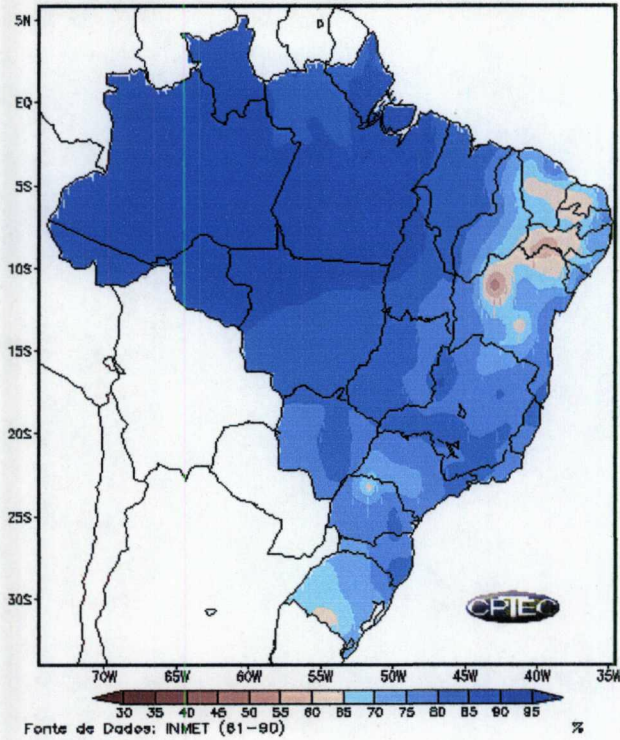 5N
EQ
5S
10S
15S
20S
25S
30S
CPTEC
70W 65W 60W 55W 50W 45W 40W 35W
30 35 40 45 50 55 60 65 70 75 80 85 90 95
Fonte de Dados: INMET (61-90) %